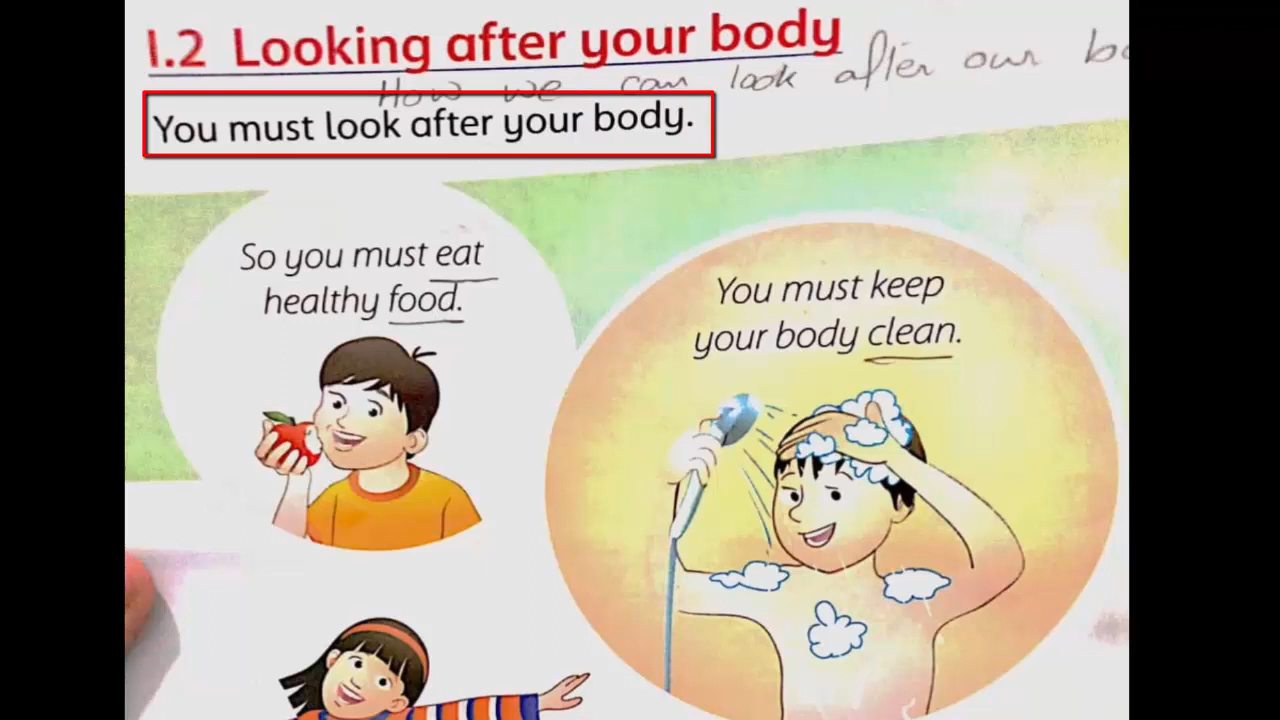 1.2 Looking after your body
How we can look after our
You must look after your body.
So you must eat
healthy food.
You must keep
your body clean.